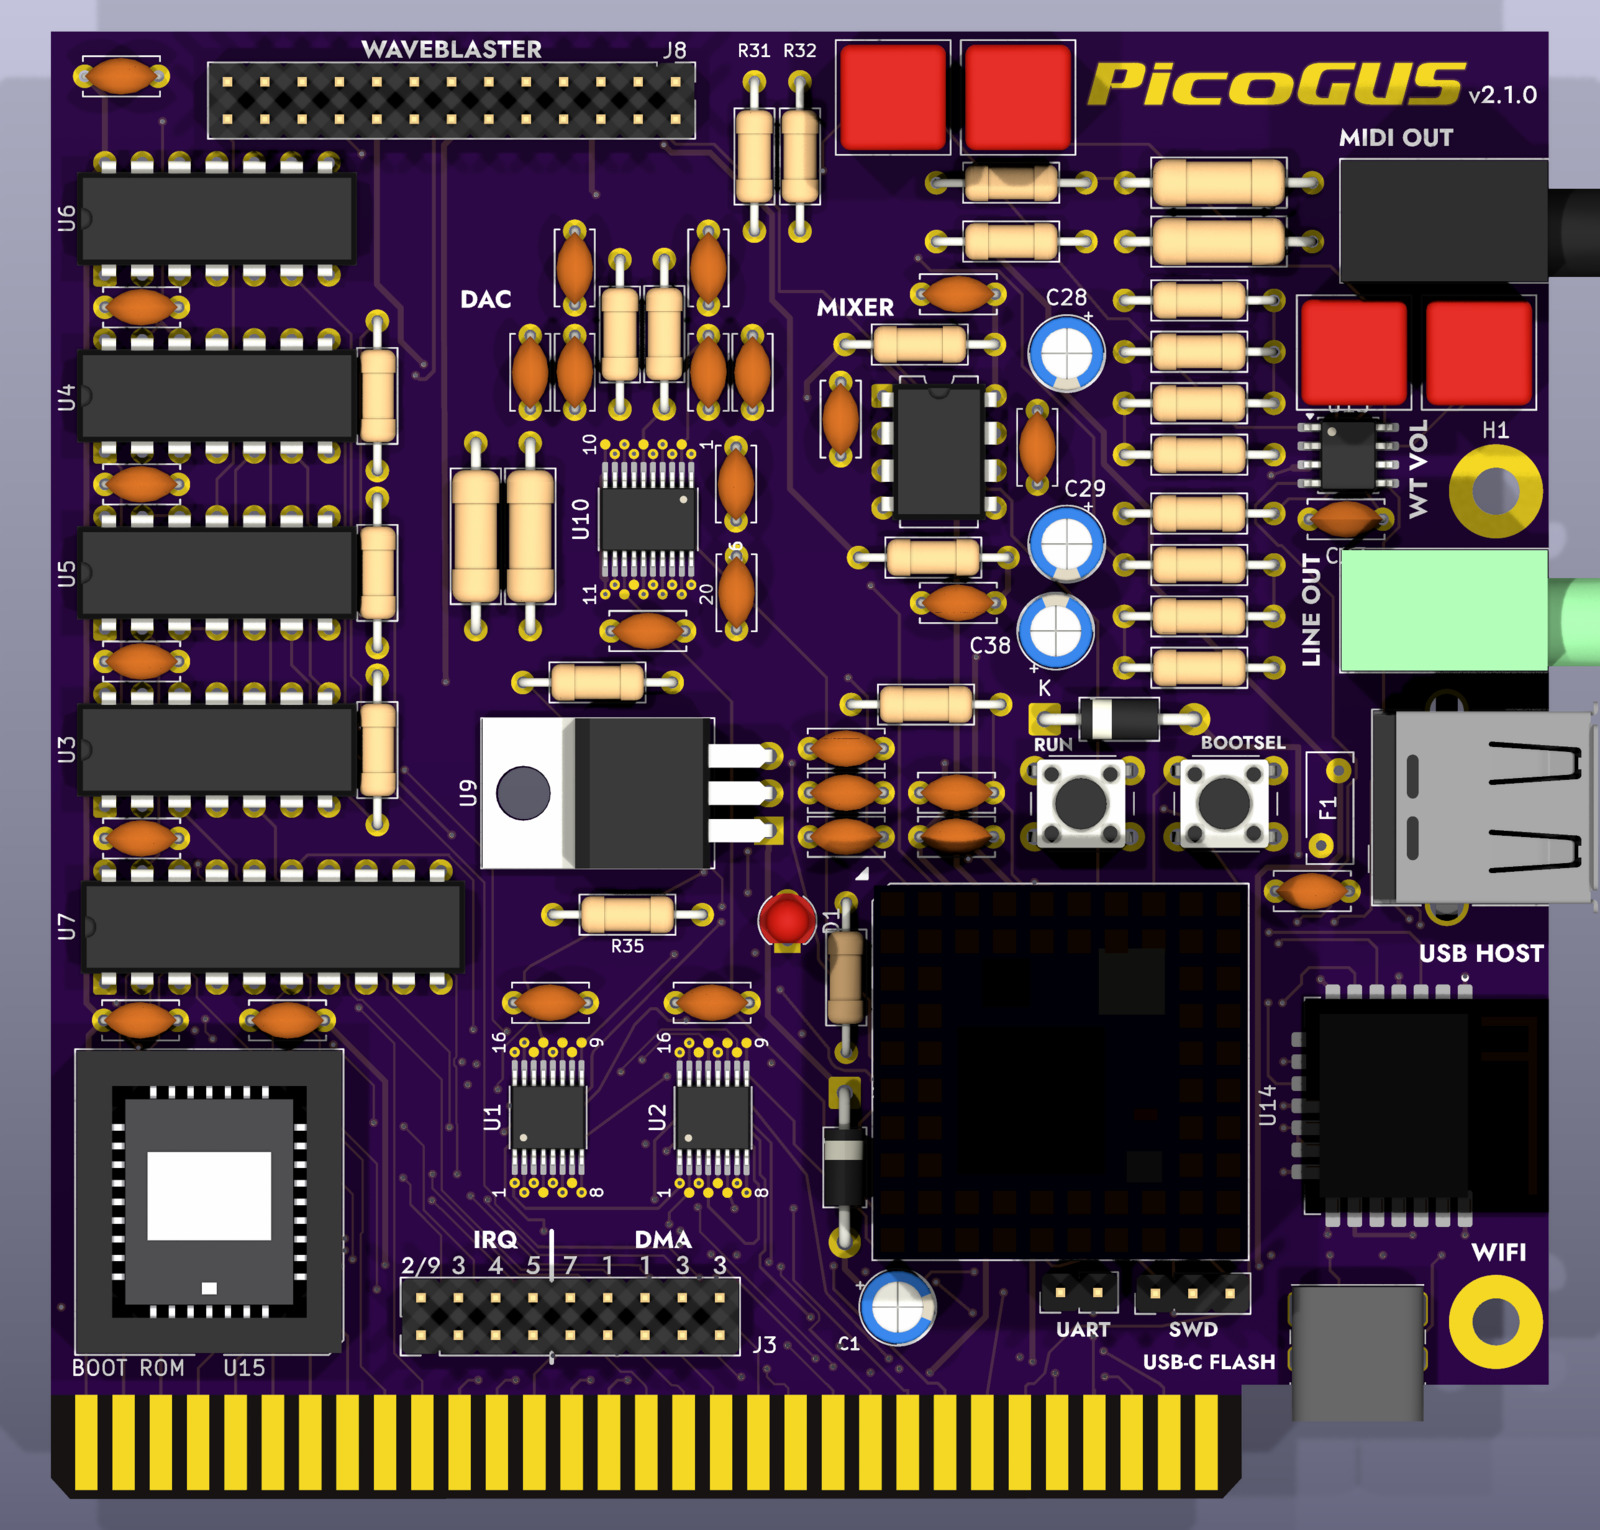 WAVEBLASTER
J8
R31 R32
PicoGUS v2.1.0
MIDI OUT
U6
DAC
MIXER
C28
U4
WT VOL
H1
10
1
C29
U10
U5
11
20
LINE OUT
C38
K
U3
U9
RUN
BOOTSEL
F1
U7
R35
USB HOST
16
9
16
9
U1
U2
U14
1
8
1
8
IRQ DMA
2/9 3 4 5 7 1 1 3 3
WIFI
J3
C1
UART
SWD
USB-C FLASH
BOOT ROM U15